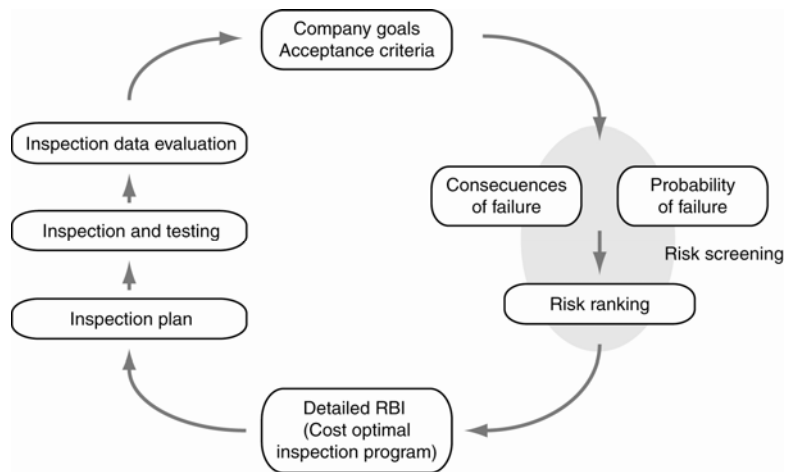 Company goals
Acceptance criteria
Consecuences
of failure
Probability
of failure
Risk screening
Risk ranking
Detailed RBI
(Cost optimal
inspection program)
Inspection plan
Inspection and testing
Inspection data evaluation